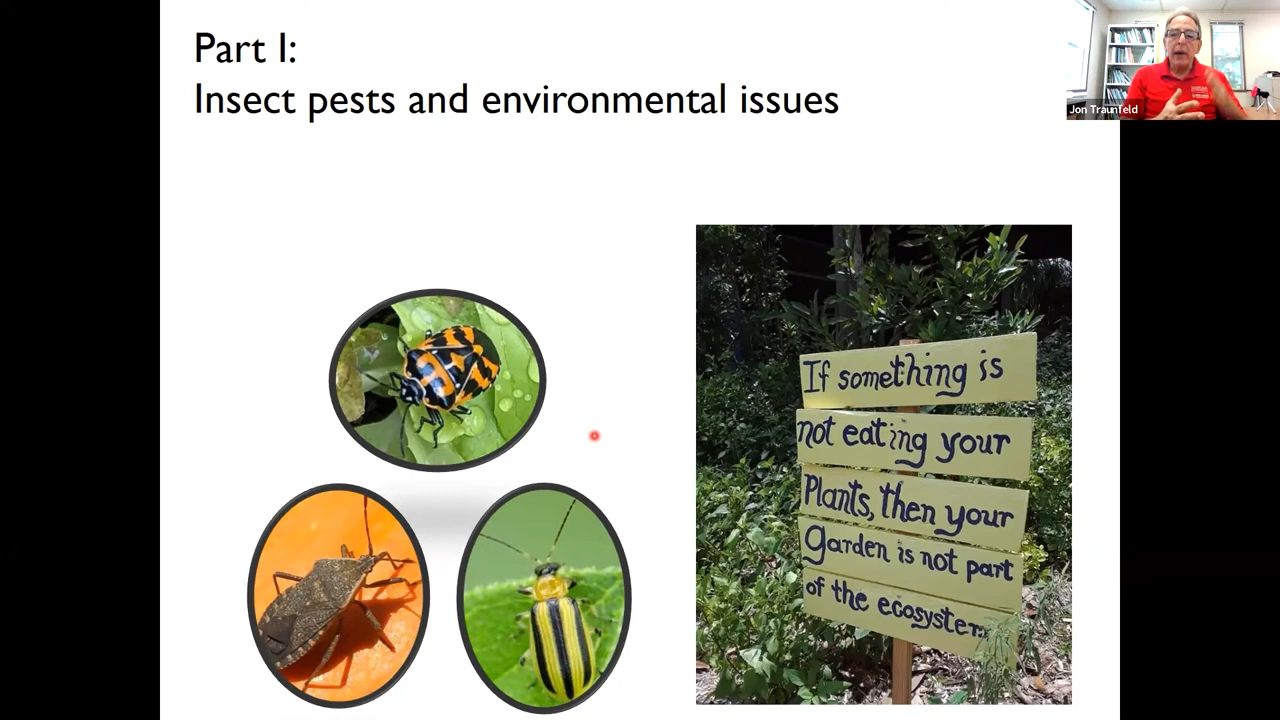 Part I:
Insect pests and environmental issues
Jon Traunfeld
If something is
not eating your
Plants, then your
garden is not part
of the ecosystem